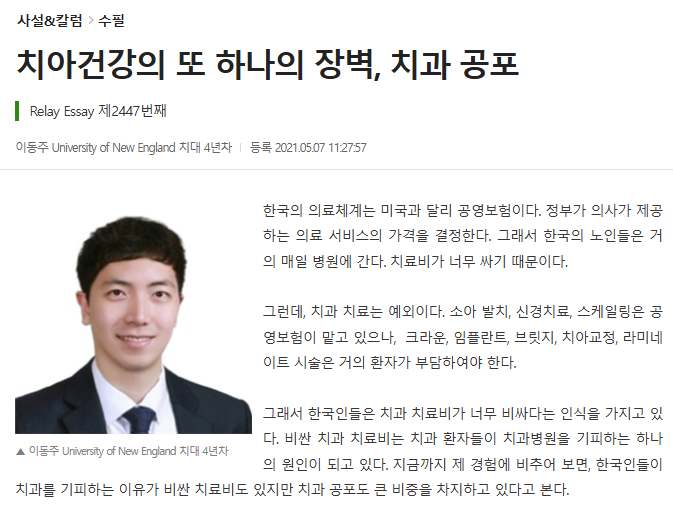 사설&칼럼 > 수필
치아건강의 또 하나의 장벽, 치과 공포
Relay Essay 제2447번째
이동주 University of New England 치대 4년차 | 등록 2021.05.07 11:27:57
한국의 의료체계는 미국과 달리 공영보험이다. 정부가 의사가 제공
하는 의료 서비스의 가격을 결정한다. 그래서 한국의 노인들은 거
의 매일 병원에 간다. 치료비가 너무 싸기 때문이다.
그런데, 치과 치료는 예외이다. 소아 발치, 신경치료, 스케일링은 공
영보험이 맡고 있으나, 크라운, 임플란트, 브릿지, 치아교정, 라미네
이트 시술은 거의 환자가 부담하여야 한다.
그래서 한국인들은 치과 치료비가 너무 비싸다는 인식을 가지고 있
다. 비싼 치과 치료비는 치과 환자들이 치과병원을 기피하는 하나
의 원인이 되고 있다. 지금까지 제 경험에 비추어 보면, 한국인들이
치과를 기피하는 이유가 비싼 치료비도 있지만 치과 공포도 큰 비중을 차지하고 있다고 본다.
▲ 이동주 University of New England 치대 4년차